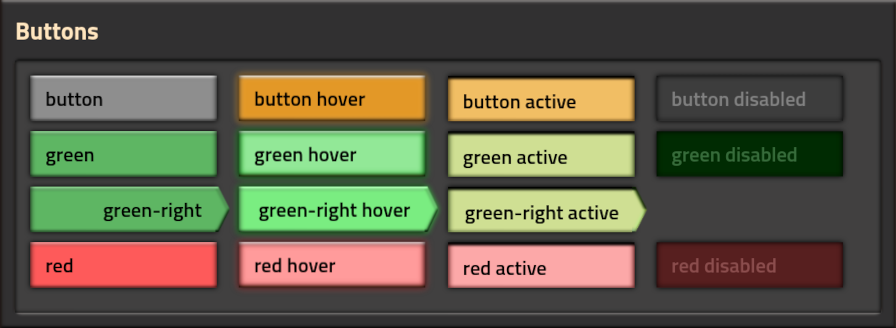 Buttons
button button hover button active button disabled
green green hover green active green disabled
green-right green-right hover green-right active
red red hover red active red disabled